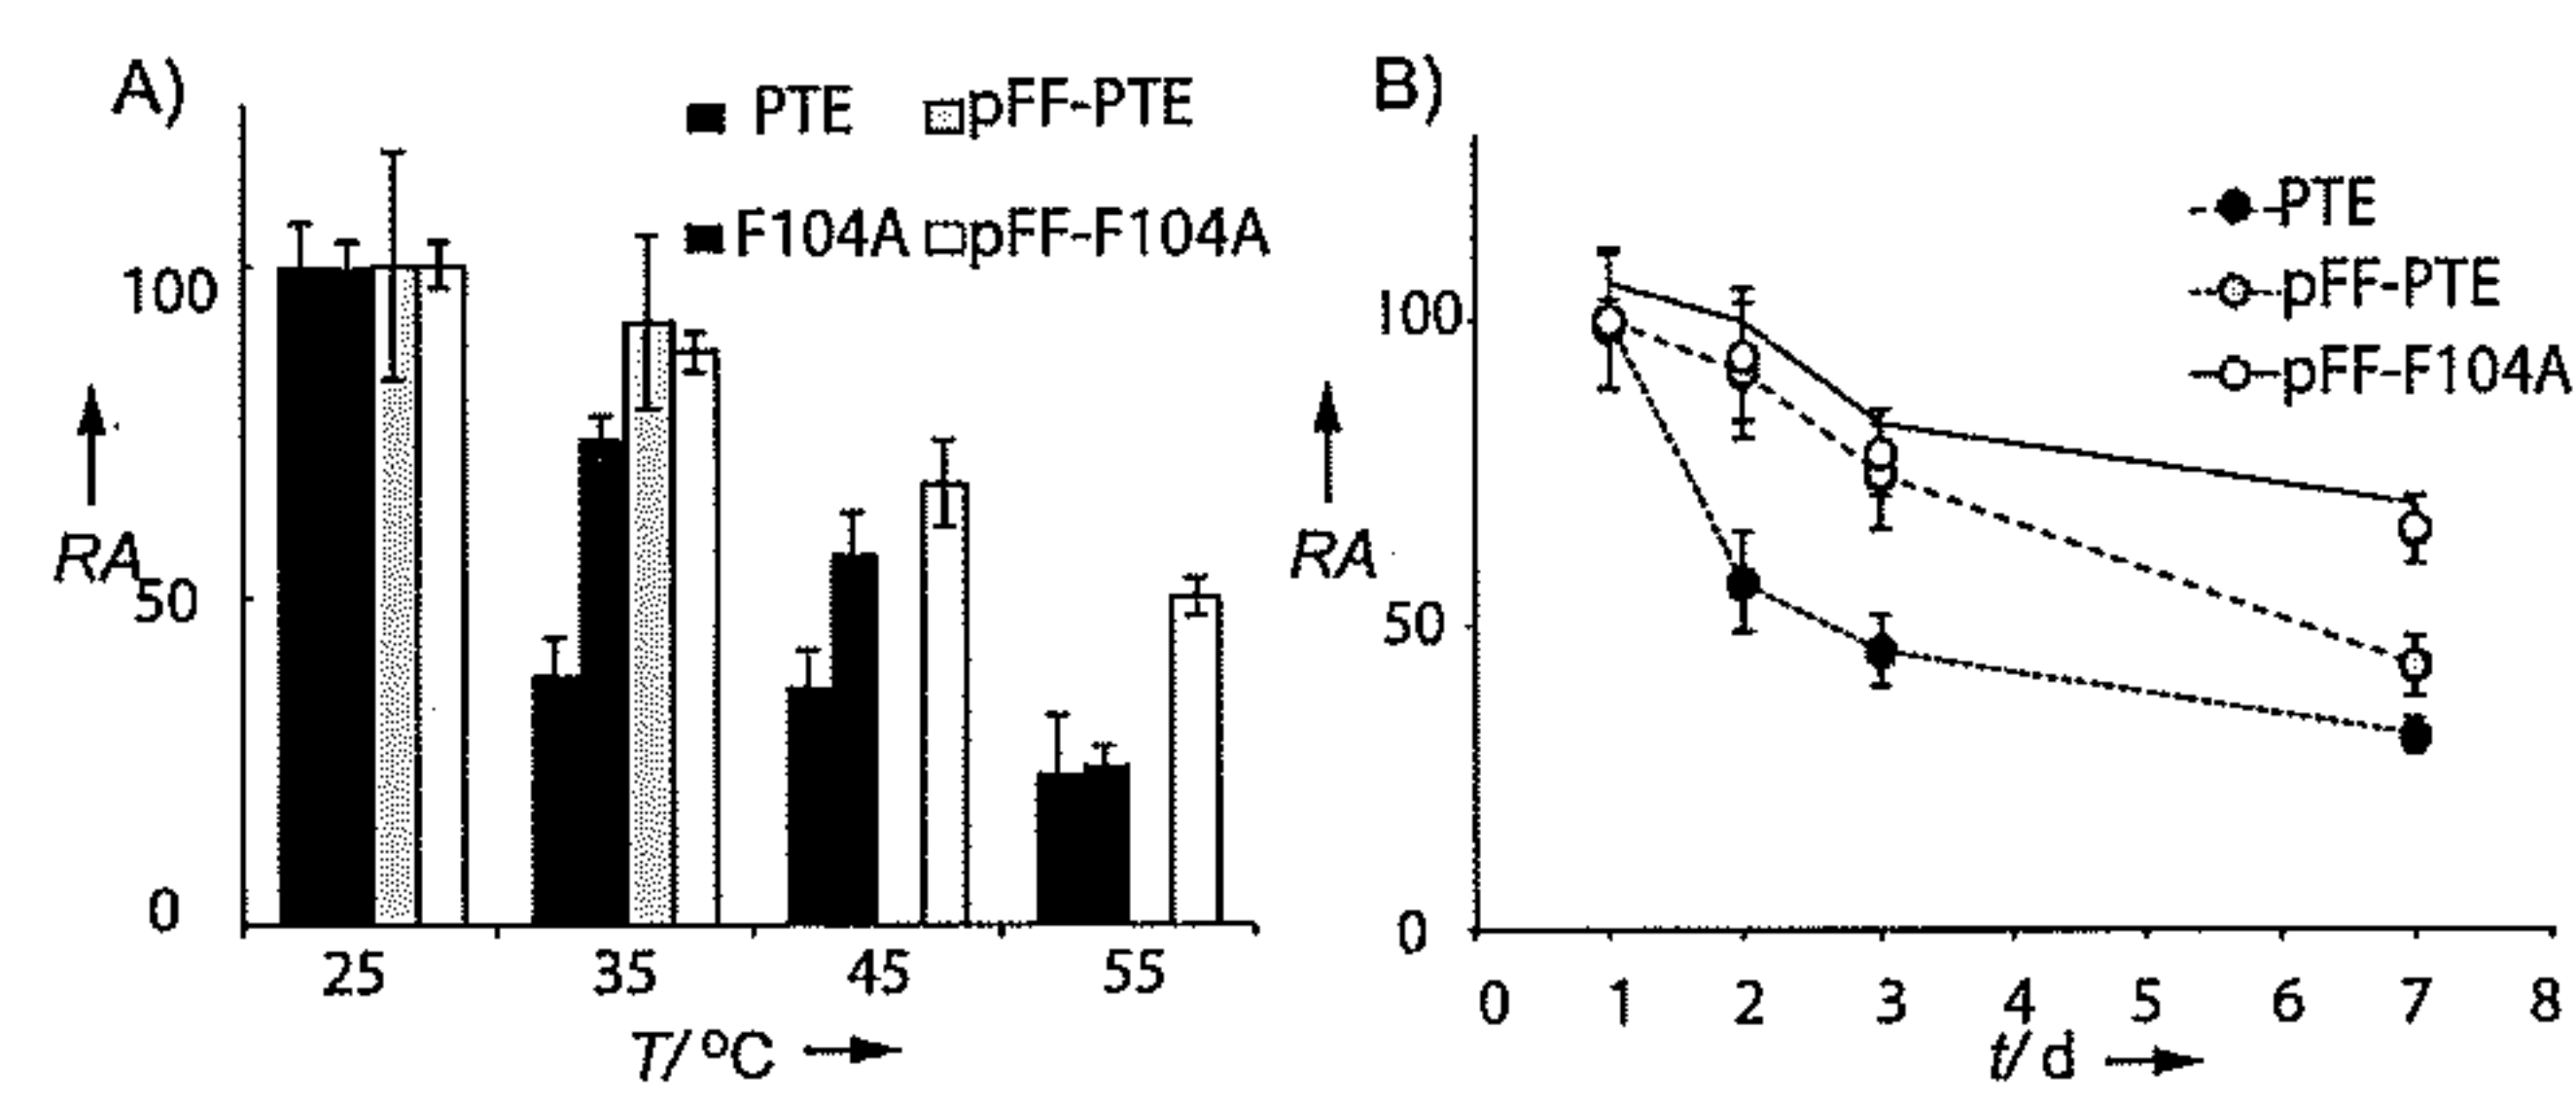 A)
PTE pFF-PTE
F104A pFF-F104A
100
50
0
RA
25 35 45 55
T/°C
B)
PTE
pFF-PTE
pFF-F104A
100
50
0
RA
0 1 2 3 4 5 6 7 8
t/d